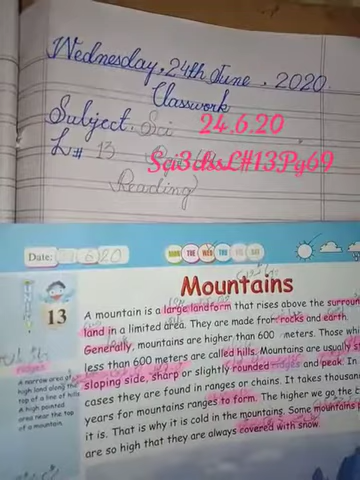 Wednesday, 24th June. 2020
Classwork
Subject. Sci 24.6.20
L# 13
Sci3dssL#13Pg69
Reading
Date: 24.6.20 MON TUE WED THU FRI SAT
Mountains
DAY
13
A mountain is a large landform that rises above the surroun
land in a limited area. They are made from rocks and earth.
Generally, mountains are higher than 600 meters. Those whi
less than 600 meters are called hills. Mountains are usually st
sloping side, sharp or slightly rounded ridges and peak. In
cases they are found in ranges or chains. It takes thousan
years for mountains ranges to form. The higher we go the c
it is. That is why it is cold in the mountains. Some mountains p
are so high that they are always covered with snow.
ridges
A narrow area of
high land along the
top of a line of hills
A high pointed
area near the top
of a mountain.